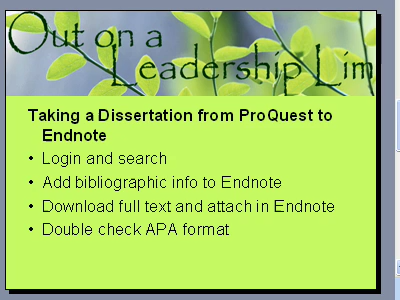 Out on a
Leadership Lim
Taking a Dissertation from ProQuest to
Endnote
• Login and search
• Add bibliographic info to Endnote
• Download full text and attach in Endnote
• Double check APA format